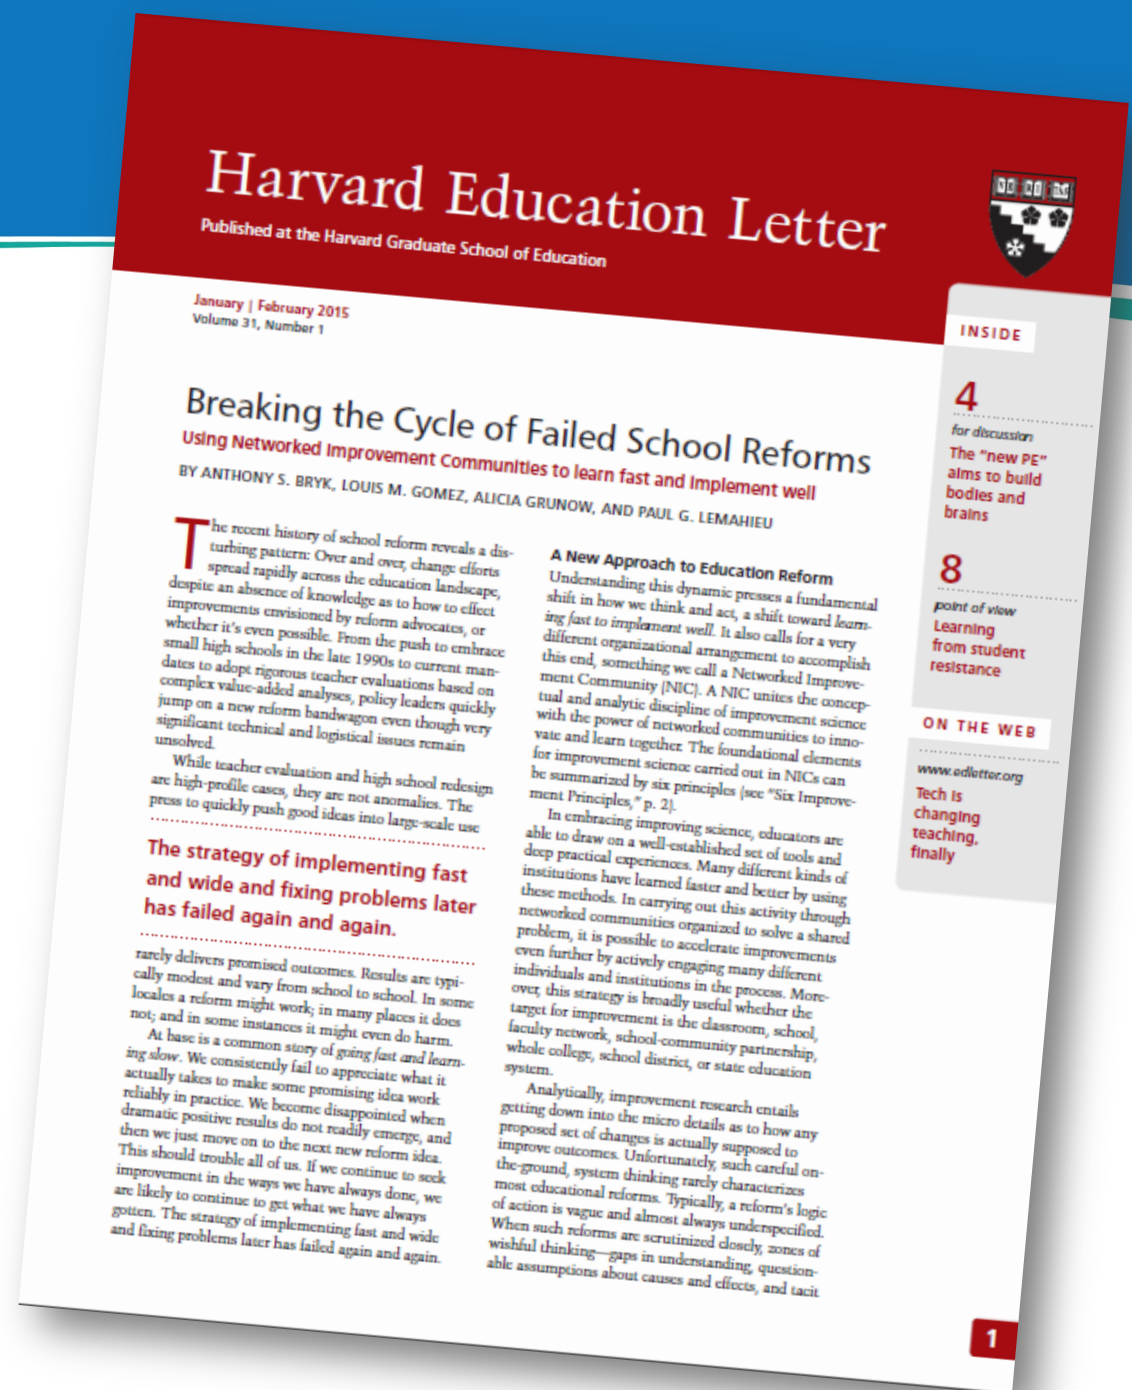 Harvard Education Letter
Published at the Harvard Graduate School of Education
January | February 2015
Volume 31, Number 1
Breaking the Cycle of Failed School Reforms
Using Networked Improvement Communities to learn fast and implement well
BY ANTHONY S. BRYK, LOUIS M. GOMEZ, ALICIA GRUNOW, AND PAUL G. LEMAHIEU
The recent history of school reform reveals a dis-
turbing pattern: Over and over, change efforts
spread rapidly across the education landscape,
despite an absence of knowledge as to how to effect
improvements envisioned by reform advocates, or
whether it's even possible. From the push to embrace
small high schools in the late 1990s to current man-
dates to adopt rigorous teacher evaluations based on
complex value-added analyses, policy leaders quickly
jump on a new reform bandwagon even though very
significant technical and logistical issues remain
unsolved.
While teacher evaluation and high school redesign
are high-profile cases, they are not anomalies. The
press to quickly push good ideas into large-scale use
The strategy of implementing fast
and wide and fixing problems later
has failed again and again.
rarely delivers promised outcomes. Results are typi-
cally modest and vary from school to school. In some
locales a reform might work; in many places it does
not; and in some instances it might even do harm.
At base is a common story of going fast and learn-
ing slow. We consistently fail to appreciate what it
actually takes to make some promising idea work
reliably in practice. We become disappointed when
dramatic positive results do not readily emerge, and
then we just move on to the next new reform idea.
This should trouble all of us. If we continue to seek
improvement in the ways we have always done, we
are likely to continue to get what we have always
gotten. The strategy of implementing fast and wide
and fixing problems later has failed again and again.
A New Approach to Education Reform
Understanding this dynamic presses a fundamental
shift in how we think and act, a shift toward learn-
ing fast to implement well. It also calls for a very
different organizational arrangement to accomplish
this end, something we call a Networked Improve-
ment Community (NIC). A NIC unites the concep-
tual and analytic discipline of improvement science
with the power of networked communities to inno-
vate and learn together. The foundational elements
for improvement science carried out in NICs can
be summarized by six principles (see "Six Improve-
ment Principles," p. 2).
In embracing improving science, educators are
able to draw on a well-established set of tools and
deep practical experiences. Many different kinds of
institutions have learned faster and better by using
these methods. In carrying out this activity through
networked communities organized to solve a shared
problem, it is possible to accelerate improvements
even further by actively engaging many different
individuals and institutions in the process. More-
over, this strategy is broadly useful whether the
target for improvement is the classroom, school,
faculty network, school-community partnership,
whole college, school district, or state education
system.
Analytically, improvement research entails
getting down into the micro details as to how any
proposed set of changes is actually supposed to
improve outcomes. Unfortunately, such careful on-
the-ground, system thinking rarely characterizes
most educational reforms. Typically, a reform's logic
of action is vague and almost always underspecified.
When such reforms are scrutinized closely, zones of
wishful thinking—gaps in understanding, question-
able assumptions about causes and effects, and tacit
INSIDE
4
for discussion
The "new PE"
aims to build
bodies and
brains
8
point of view
Learning
from student
resistance
ON THE WEB
www.edletter.org
Tech is
changing
teaching,
finally
1